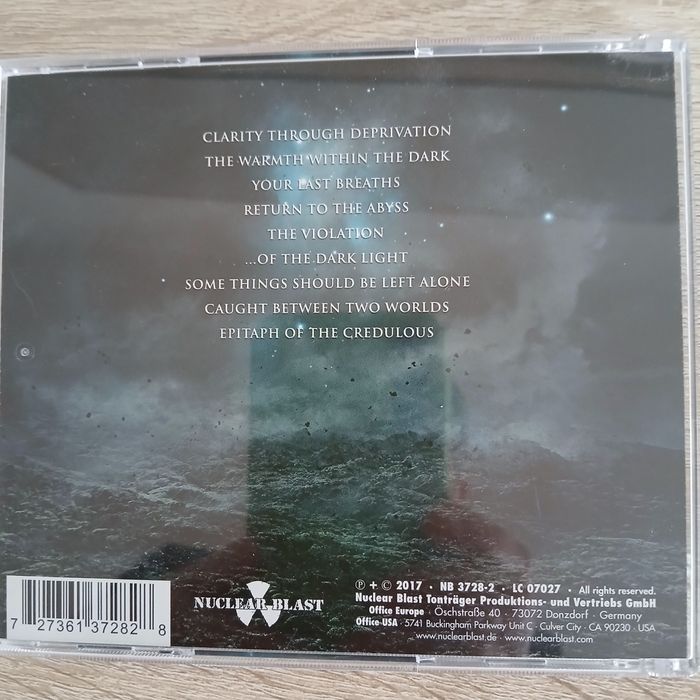 CLARITY THROUGH DEPRIVATION
THE WARMTH WITHIN THE DARK
YOUR LAST BREATHS
RETURN TO THE ABYSS
THE VIOLATION
...OF THE DARK LIGHT
SOME THINGS SHOULD BE LEFT ALONE
CAUGHT BETWEEN TWO WORLDS
EPITAPH OF THE CREDULOUS
7 27361 37282 8
NUCLEAR BLAST
℗ + © 2017 · NB 3728-2 · LC 07027 · All rights reserved.
Nuclear Blast Tonträger Produktions- und Vertriebs GmbH
Office Europe · Öschstraße 40 · 73072 Donzdorf · Germany
Office-USA · 5741 Buckingham Parkway Unit C · Culver City · CA 90230 · USA
www.nuclearblast.de · www.nuclearblast.com